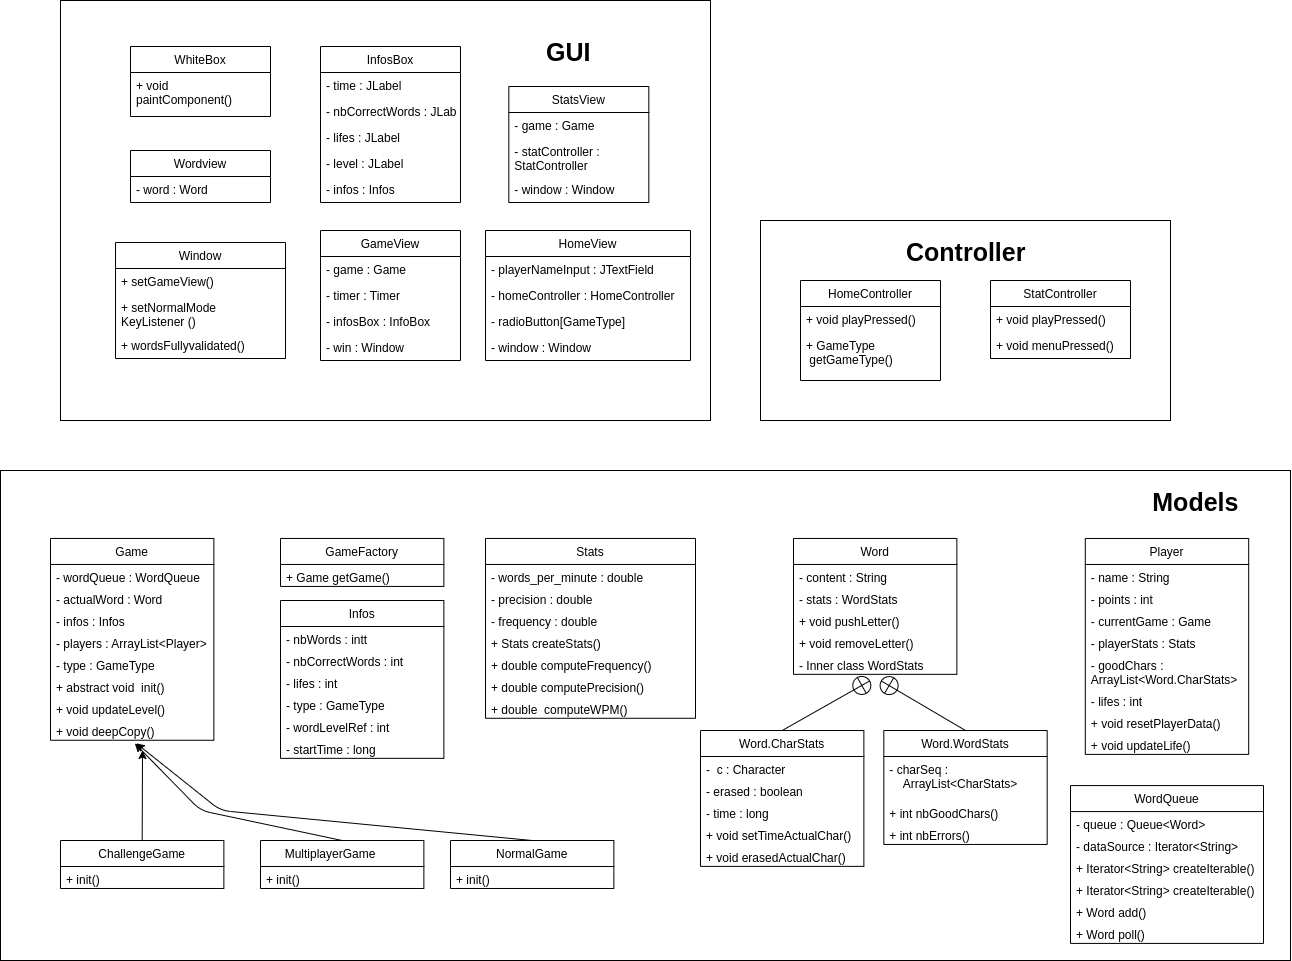 GUI
WhiteBox
+ void
paintComponent()
Wordview
- word : Word
Window
+ setGameView()
+ setNormalMode
KeyListener ()
+ wordsFullyvalidated()
InfosBox
- time : JLabel
- nbCorrectWords : JLab
- lifes : JLabel
- level : JLabel
- infos : Infos
GameView
- game : Game
- timer : Timer
- infosBox : InfoBox
- win : Window
StatsView
- game : Game
- statController :
StatController
- window : Window
HomeView
- playerNameInput : JTextField
- homeController : HomeController
- radioButton[GameType]
- window : Window
Controller
HomeController
+ void playPressed()
+ GameType
getGameType()
StatController
+ void playPressed()
+ void menuPressed()
Models
Game
- wordQueue : WordQueue
- actualWord : Word
- infos : Infos
- players : ArrayList<Player>
- type : GameType
+ abstract void  init()
+ void updateLevel()
+ void deepCopy()
GameFactory
+ Game getGame()
Infos
- nbWords : intt
- nbCorrectWords : int
- lifes : int
- type : GameType
- wordLevelRef : int
- startTime : long
Stats
- words_per_minute : double
- precision : double
- frequency : double
+ Stats createStats()
+ double computeFrequency()
+ double computePrecision()
+ double  computeWPM()
Word
- content : String
- stats : WordStats
+ void pushLetter()
+ void removeLetter()
- Inner class WordStats
Player
- name : String
- points : int
- currentGame : Game
- playerStats : Stats
- goodChars :
ArrayList<Word.CharStats>
- lifes : int
+ void resetPlayerData()
+ void updateLife()
Word.CharStats
-  c : Character
- erased : boolean
- time : long
+ void setTimeActualChar()
+ void erasedActualChar()
Word.WordStats
- charSeq :
ArrayList<CharStats>
+ int nbGoodChars()
+ int nbErrors()
WordQueue
- queue : Queue<Word>
- dataSource : Iterator<String>
+ Iterator<String> createIterable()
+ Iterator<String> createIterable()
+ Word add()
+ Word poll()
ChallengeGame
+ init()
MultiplayerGame
+ init()
NormalGame
+ init()